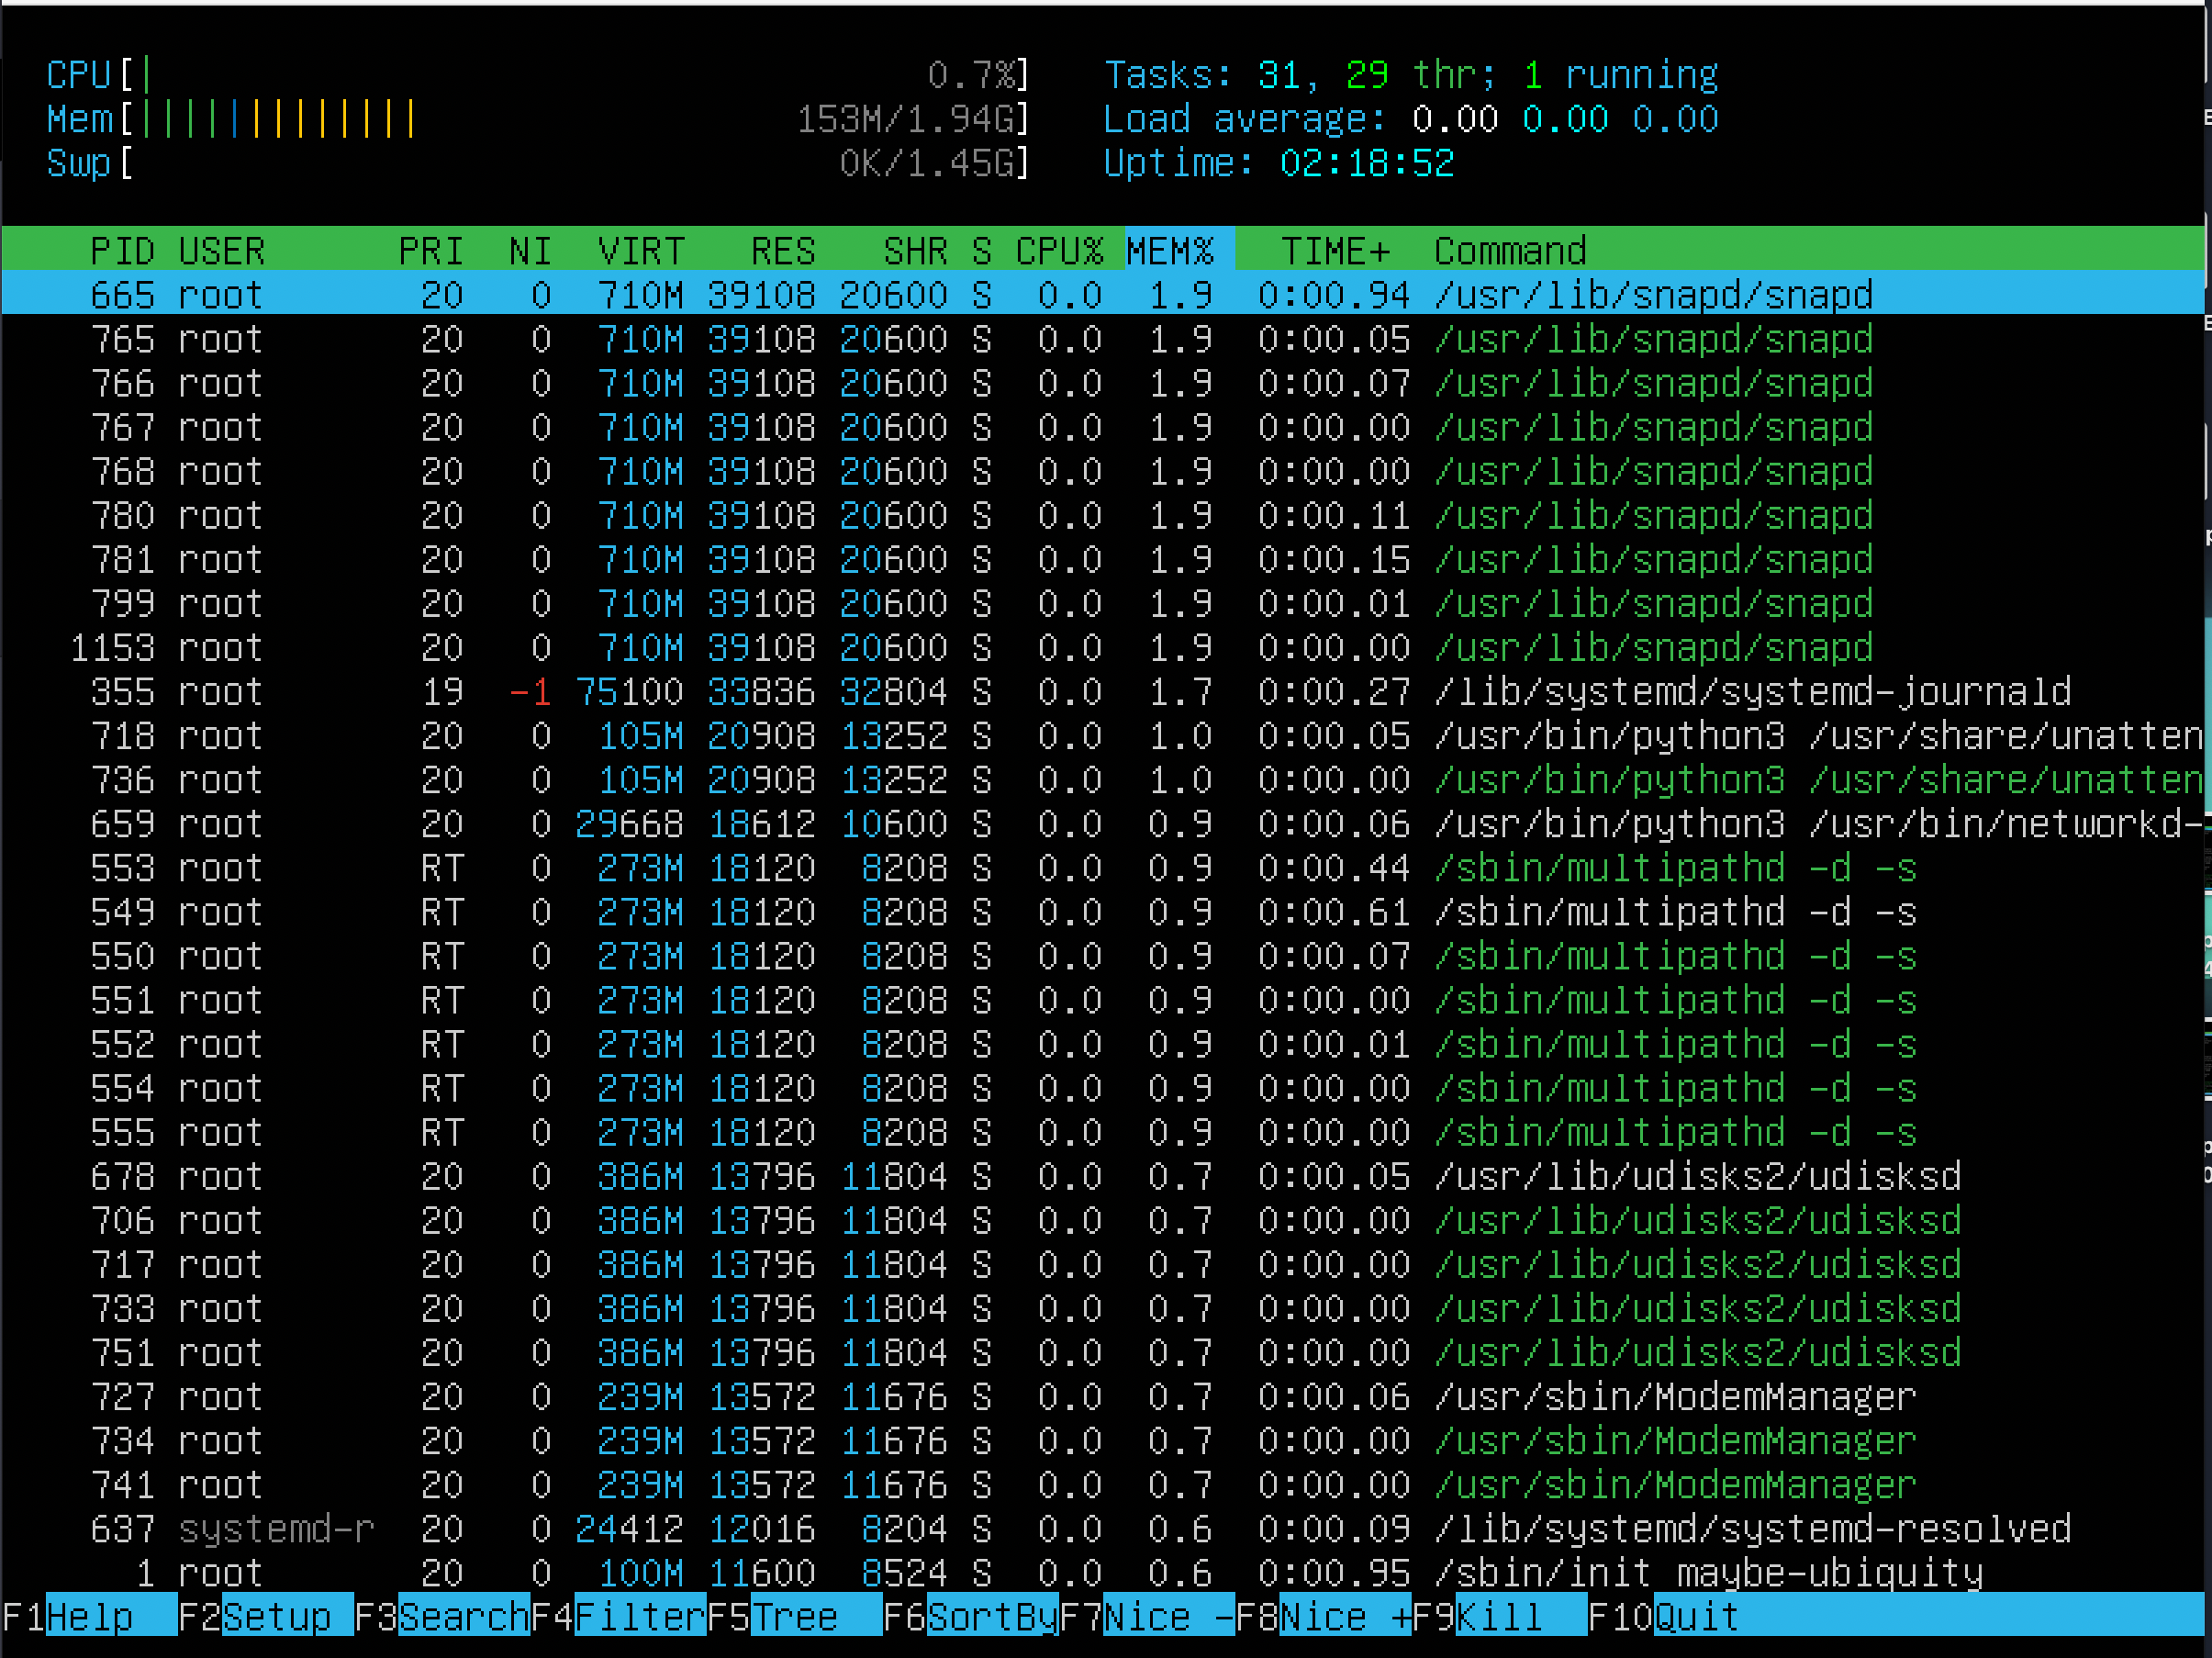 CPU[| 0.7%] Tasks: 31, 29 thr; 1 running
Mem[||||||||||||| 153M/1.94G] Load average: 0.00 0.00 0.00
Swp[ 0K/1.45G] Uptime: 02:18:52
PID USER PRI NI VIRT RES SHR S CPU% MEM% TIME+ Command
665 root 20 0 710M 39108 20600 S 0.0 1.9 0:00.94 /usr/lib/snapd/snapd
765 root 20 0 710M 39108 20600 S 0.0 1.9 0:00.05 /usr/lib/snapd/snapd
766 root 20 0 710M 39108 20600 S 0.0 1.9 0:00.07 /usr/lib/snapd/snapd
767 root 20 0 710M 39108 20600 S 0.0 1.9 0:00.00 /usr/lib/snapd/snapd
768 root 20 0 710M 39108 20600 S 0.0 1.9 0:00.00 /usr/lib/snapd/snapd
780 root 20 0 710M 39108 20600 S 0.0 1.9 0:00.11 /usr/lib/snapd/snapd
781 root 20 0 710M 39108 20600 S 0.0 1.9 0:00.15 /usr/lib/snapd/snapd
799 root 20 0 710M 39108 20600 S 0.0 1.9 0:00.01 /usr/lib/snapd/snapd
1153 root 20 0 710M 39108 20600 S 0.0 1.9 0:00.00 /usr/lib/snapd/snapd
355 root 19 -1 75100 33836 32804 S 0.0 1.7 0:00.27 /lib/systemd/systemd-journald
718 root 20 0 105M 20908 13252 S 0.0 1.0 0:00.05 /usr/bin/python3 /usr/share/unatten
736 root 20 0 105M 20908 13252 S 0.0 1.0 0:00.00 /usr/bin/python3 /usr/share/unatten
659 root 20 0 29668 18612 10600 S 0.0 0.9 0:00.06 /usr/bin/python3 /usr/bin/networkd-
553 root RT 0 273M 18120 8208 S 0.0 0.9 0:00.44 /sbin/multipathd -d -s
549 root RT 0 273M 18120 8208 S 0.0 0.9 0:00.61 /sbin/multipathd -d -s
550 root RT 0 273M 18120 8208 S 0.0 0.9 0:00.07 /sbin/multipathd -d -s
551 root RT 0 273M 18120 8208 S 0.0 0.9 0:00.00 /sbin/multipathd -d -s
552 root RT 0 273M 18120 8208 S 0.0 0.9 0:00.01 /sbin/multipathd -d -s
554 root RT 0 273M 18120 8208 S 0.0 0.9 0:00.00 /sbin/multipathd -d -s
555 root RT 0 273M 18120 8208 S 0.0 0.9 0:00.00 /sbin/multipathd -d -s
678 root 20 0 386M 13796 11804 S 0.0 0.7 0:00.05 /usr/lib/udisks2/udisksd
706 root 20 0 386M 13796 11804 S 0.0 0.7 0:00.00 /usr/lib/udisks2/udisksd
717 root 20 0 386M 13796 11804 S 0.0 0.7 0:00.00 /usr/lib/udisks2/udisksd
733 root 20 0 386M 13796 11804 S 0.0 0.7 0:00.00 /usr/lib/udisks2/udisksd
751 root 20 0 386M 13796 11804 S 0.0 0.7 0:00.00 /usr/lib/udisks2/udisksd
727 root 20 0 239M 13572 11676 S 0.0 0.7 0:00.06 /usr/sbin/ModemManager
734 root 20 0 239M 13572 11676 S 0.0 0.7 0:00.00 /usr/sbin/ModemManager
741 root 20 0 239M 13572 11676 S 0.0 0.7 0:00.00 /usr/sbin/ModemManager
637 systemd-r 20 0 24412 12016 8204 S 0.0 0.6 0:00.09 /lib/systemd/systemd-resolved
1 root 20 0 100M 11600 8524 S 0.0 0.6 0:00.95 /sbin/init maybe-ubiquity
F1Help F2Setup F3SearchF4FilterF5Tree F6SortByF7Nice -F8Nice +F9Kill F10Quit